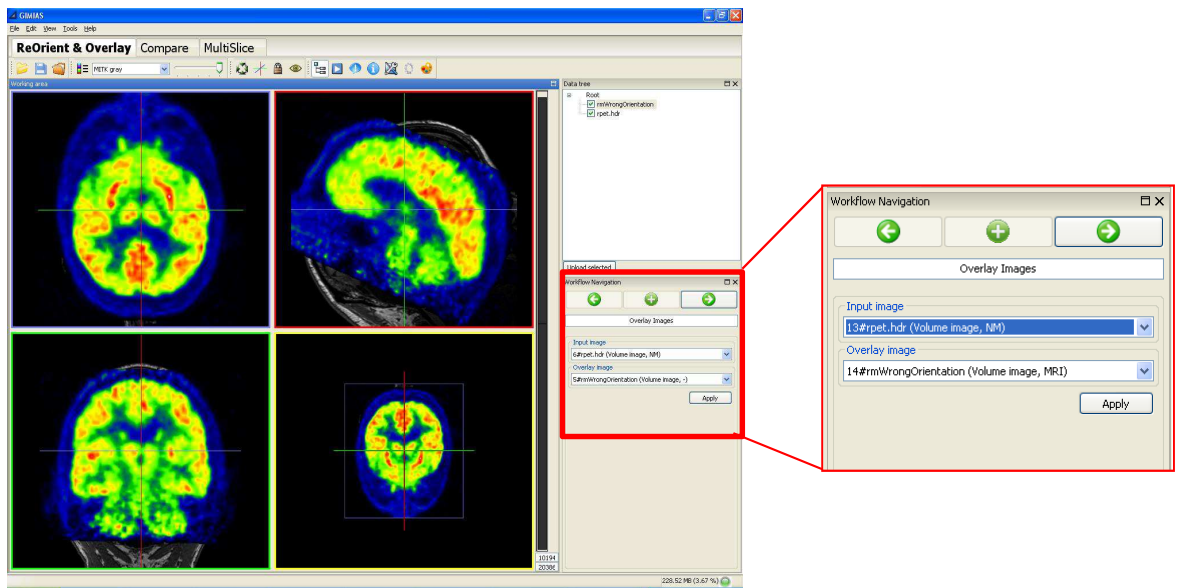 GIMIAS
File Edit View Tools Help
ReOrient & Overlay Compare MultiSlice
MITK gray
Working area
Data tree
Root
rmWrongOrientation
rpet.hdr
Unload selected
Workflow Navigation
Overlay Images
Input image
6#rpet.hdr (Volume image, NM)
Overlay image
5#rmWrongOrientation (Volume image, -)
Apply
10194
20386
228.52 MB (3.67 %)
Workflow Navigation
Overlay Images
Input image
13#rpet.hdr (Volume image, NM)
Overlay image
14#rmWrongOrientation (Volume image, MRI)
Apply